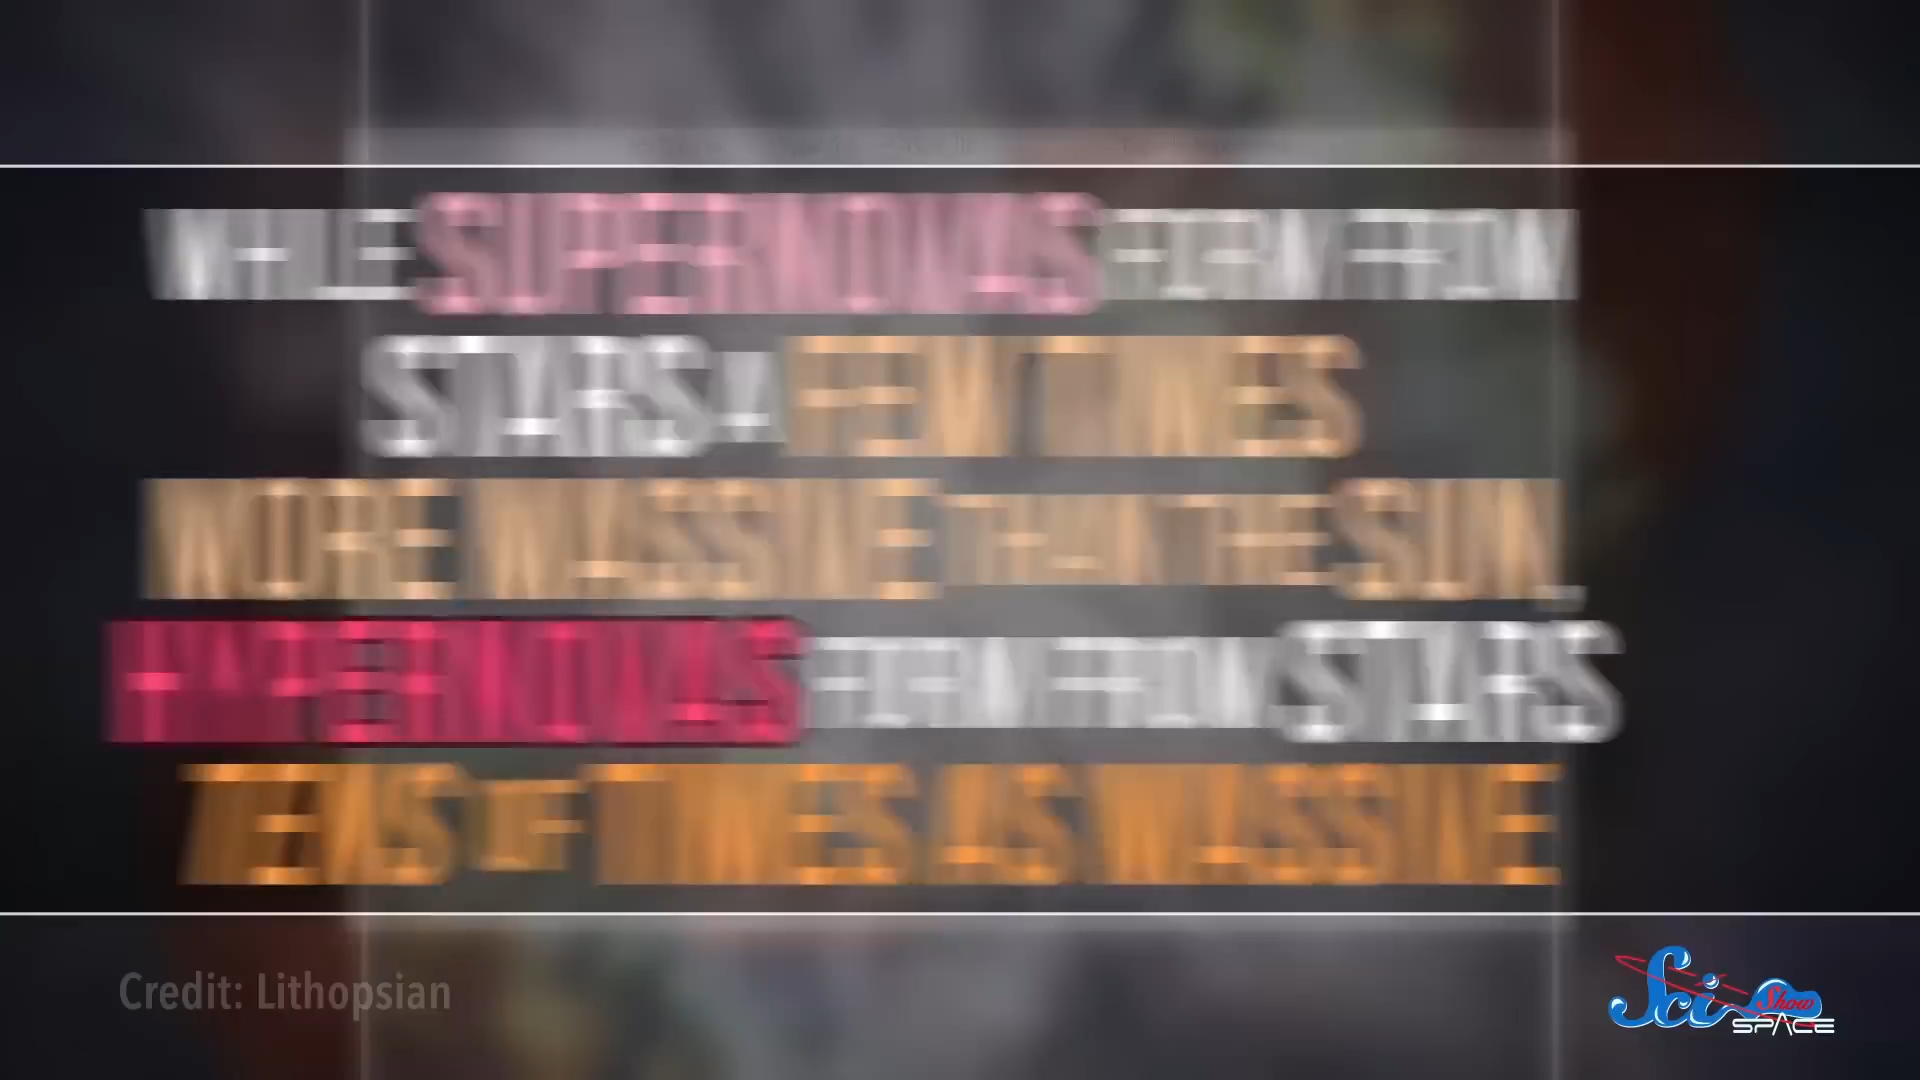 WHILE SUPERNOVAS FORM FROM
STARS A FEW TIMES
MORE MASSIVE THAN THE SUN,
HYPERNOVAS FORM FROM STARS
TENS OF TIMES AS MASSIVE
Credit: Lithopsian
Sci Show
SPACE